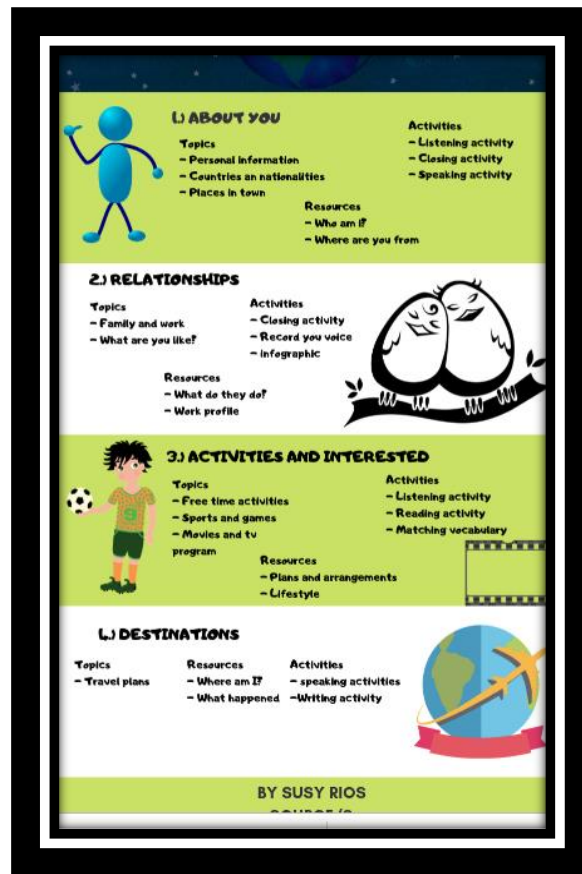 1.) ABOUT YOU
Topics
- Personal information
- Countries an nationalities
- Places in town
Activities
- Listening activity
- Closing activity
- Speaking activity
Resources
- Who am I?
- Where are you from
2.) RELATIONSHIPS
Topics
- Family and work
- What are you like?
Activities
- Closing activity
- Record you voice
- infographic
Resources
- What do they do?
- Work profile
3.) ACTIVITIES AND INTERESTED
Topics
- Free time activities
- Sports and games
- Movies and tv
program
Activities
- Listening activity
- Reading activity
- Matching vocabulary
Resources
- Plans and arrangements
- Lifestyle
9
4.) DESTINATIONS
Topics
- Travel plans
Resources
- Where am I?
- What happened
Activities
- speaking activities
-Writing activity
BY SUSY RIOS